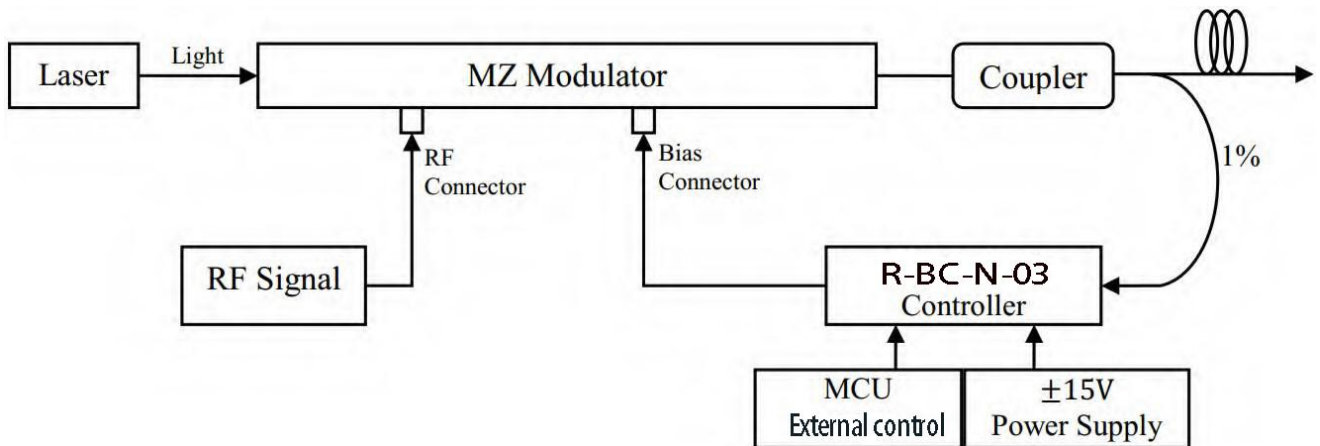 Laser
Light
MZ Modulator
Coupler
RF
Connector
Bias
Connector
1%
RF Signal
R-BC-N-03
Controller
MCU
External control
±15V
Power Supply